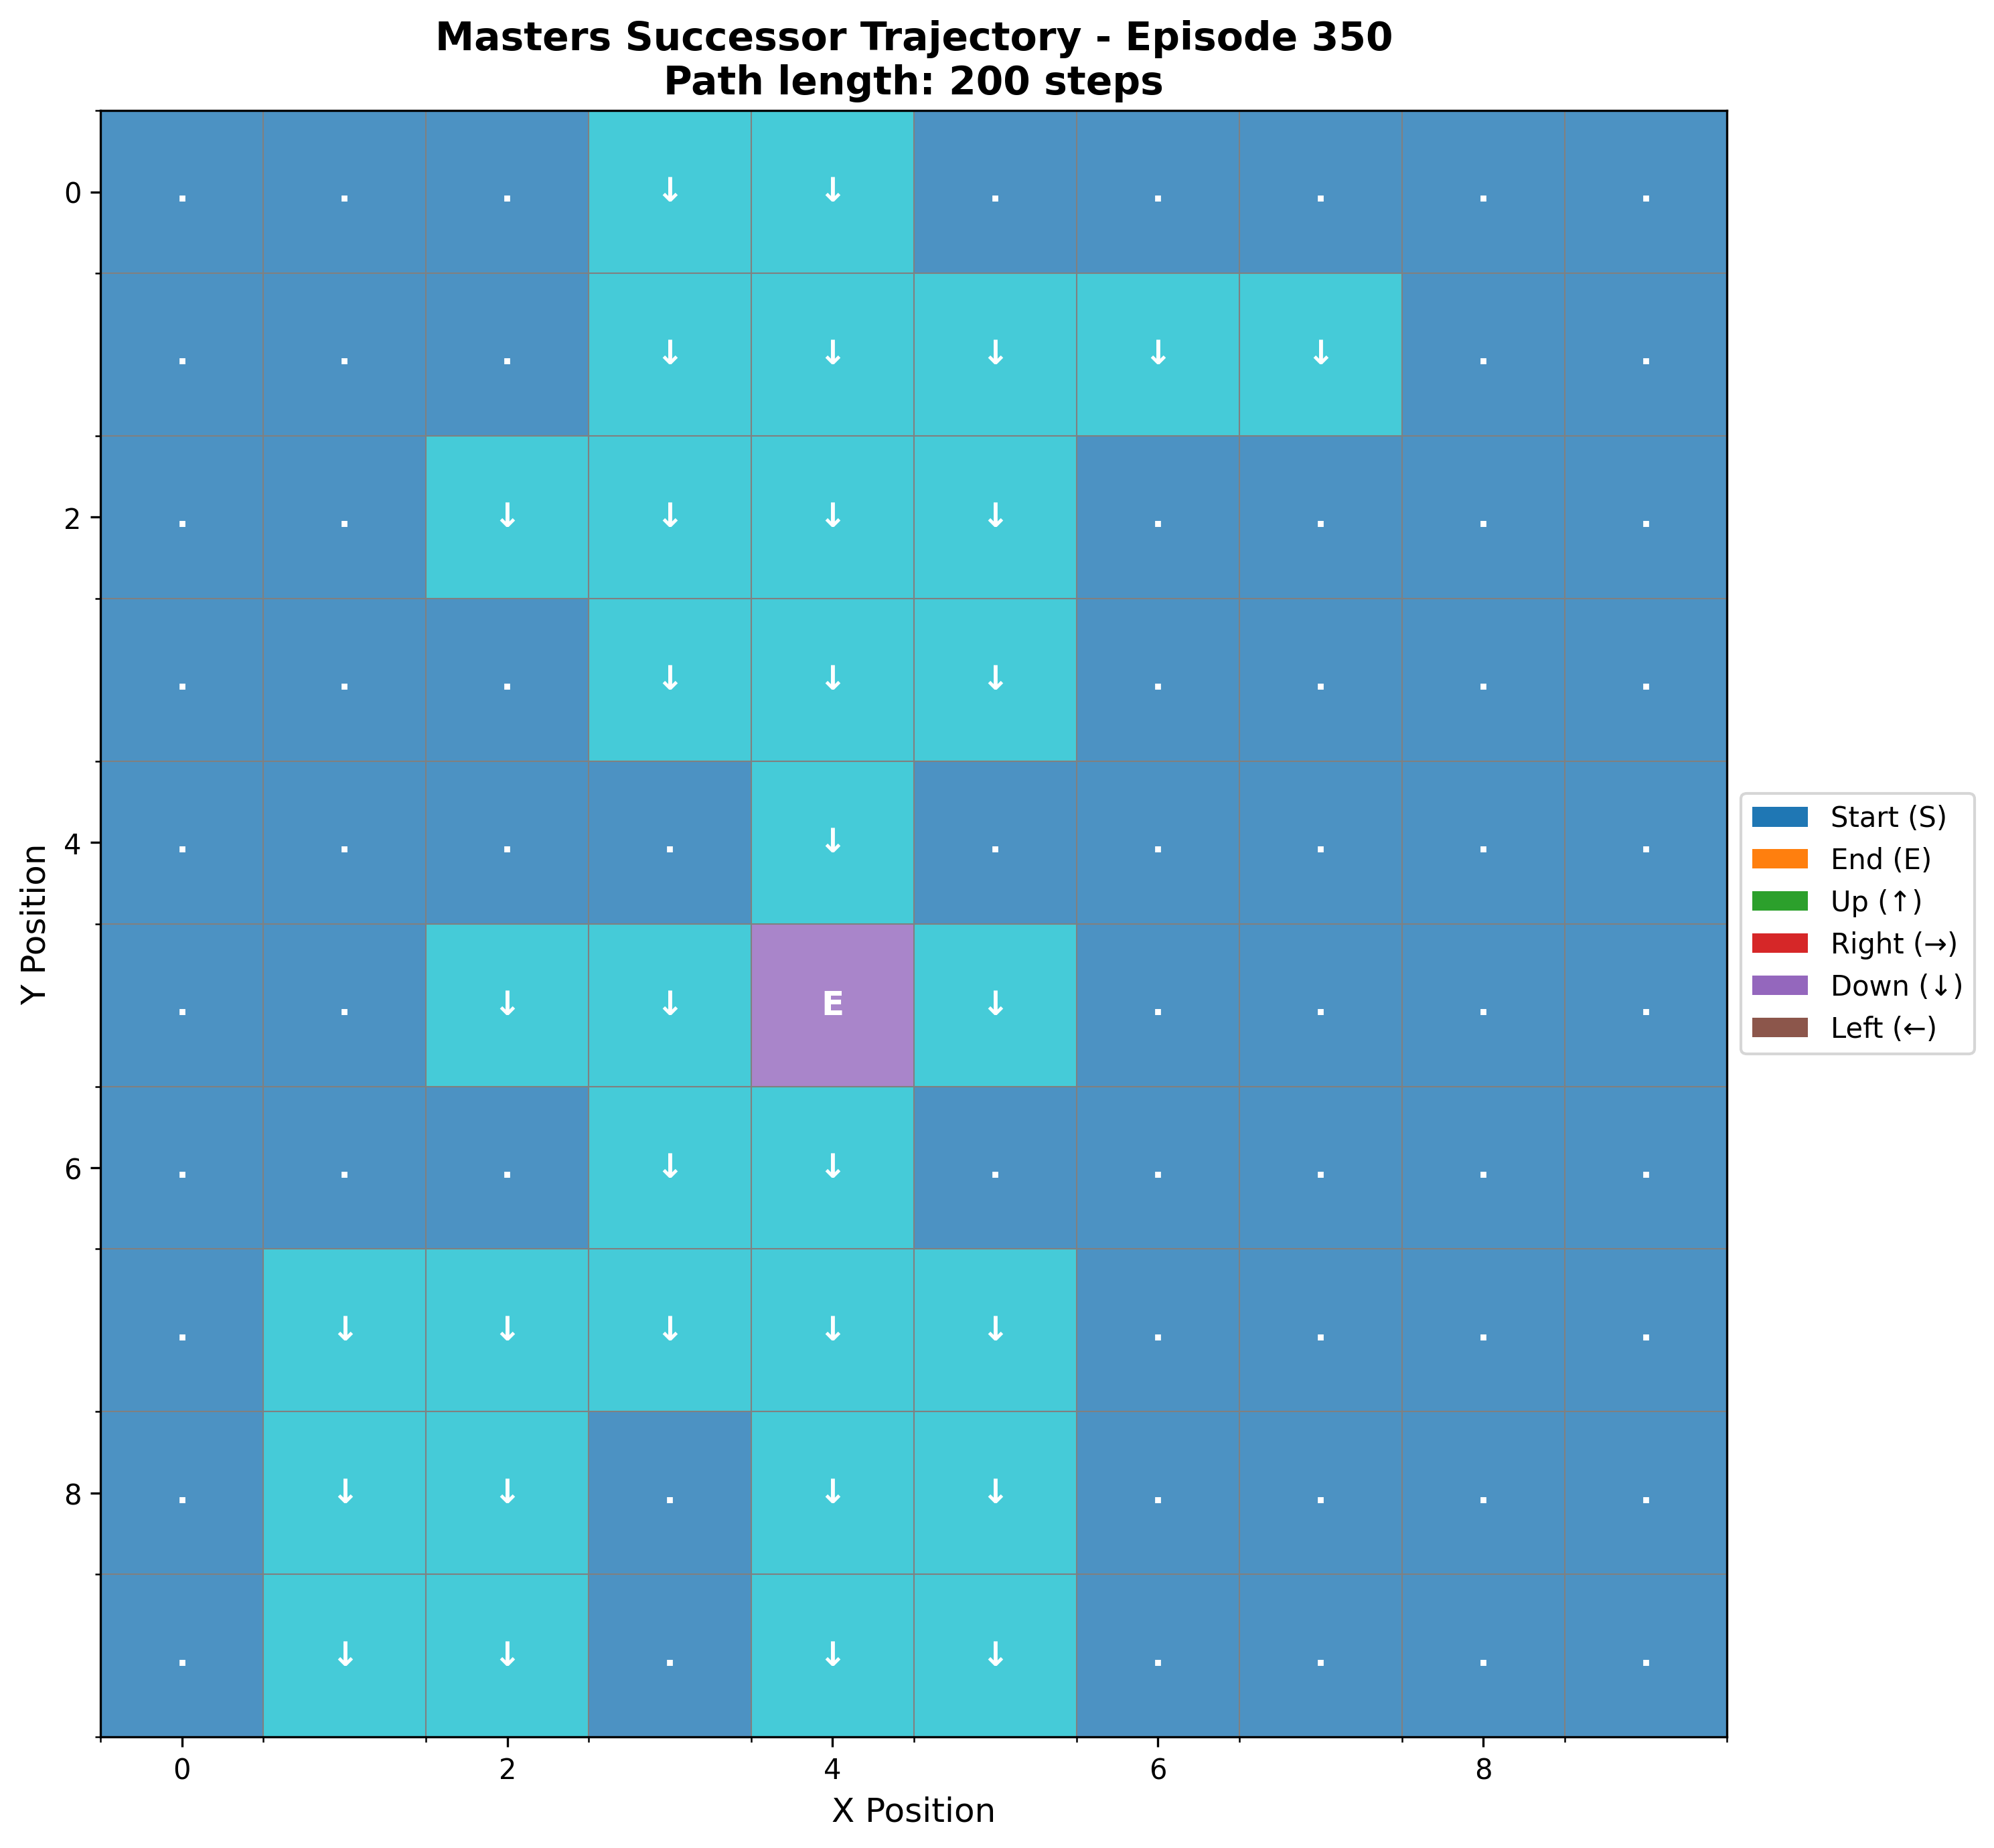 Masters Successor Trajectory - Episode 350
Path length: 200 steps
0 . . . ↓ ↓ . . . . .
. . . ↓ ↓ ↓ ↓ ↓ . .
2 . . ↓ ↓ ↓ ↓ . . . .
. . . ↓ ↓ ↓ . . . .
4 . . . . ↓ . . . . .
. . ↓ ↓ E ↓ . . . .
6 . . . ↓ ↓ . . . . .
. ↓ ↓ ↓ ↓ ↓ . . . .
8 . ↓ ↓ . ↓ ↓ . . . .
. ↓ ↓ . ↓ ↓ . . . .
0 2 4 6 8
X Position
Y Position
Start (S)
End (E)
Up (↑)
Right (→)
Down (↓)
Left (←)